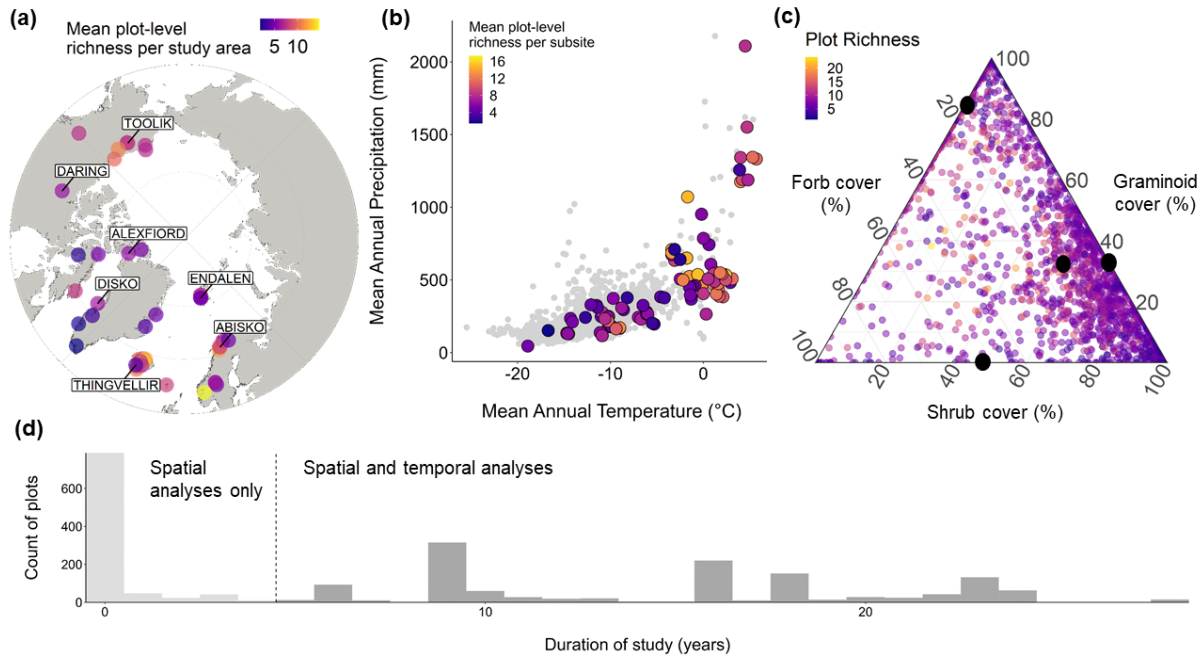 (a)
Mean plot-level
richness per study area
5 10
TOOLIK
DARING
ALEXFIORD
DISKO
ENDALEN
ABISKO
THINGVELLIR
(b)
Mean plot-level
richness per subsite
16
12
8
4
Mean Annual Precipitation (mm)
2000
1500
1000
500
0
-20 -10 0
Mean Annual Temperature (°C)
(c)
Plot Richness
20
15
10
5
Forb cover
(%)
20
40
60
80
100
Graminoid
cover (%)
100
80
60
40
20
20 40 60 80 100
Shrub cover (%)
(d)
Spatial
analyses only
Spatial and temporal analyses
Count of plots
600
400
200
0
0 10 20
Duration of study (years)